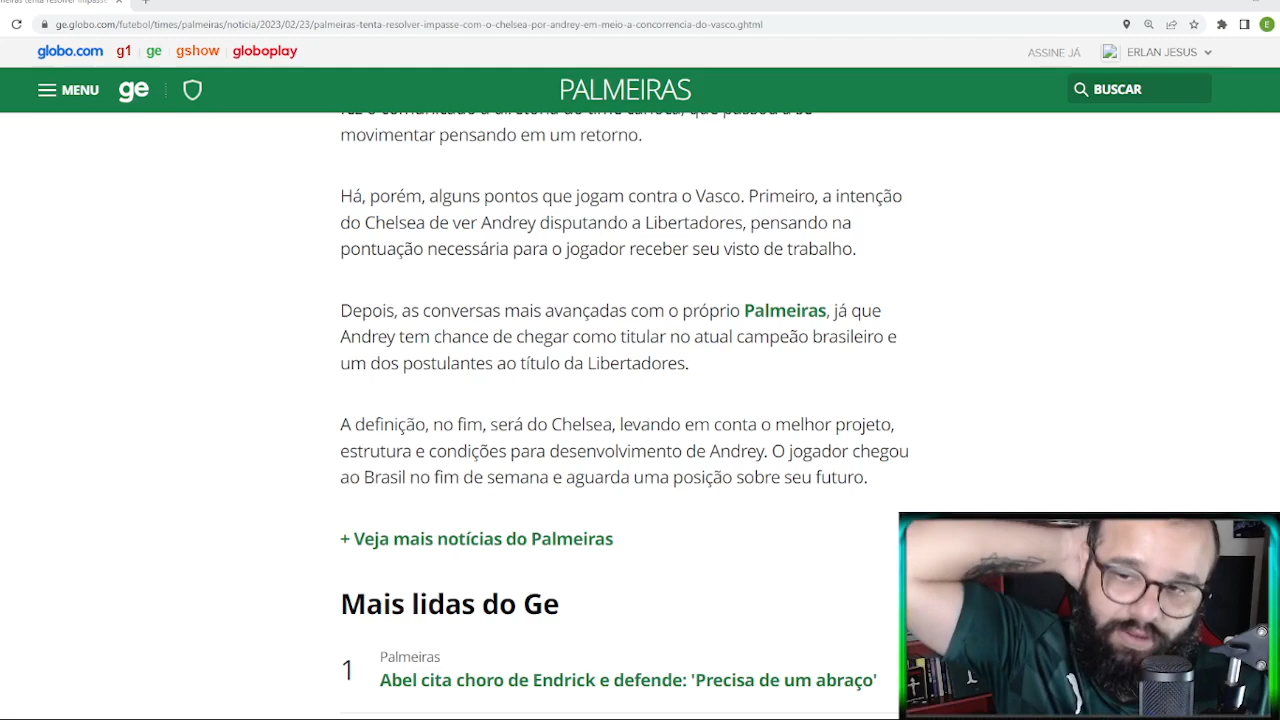 ge.globo.com/futebol/times/palmeiras/noticia/2023/02/23/palmeiras-tenta-resolver-impasse-com-o-chelsea-por-andrey-em-meio-a-concorrencia-do-vasco.ghtml
E
globo.com g1 ge gshow globoplay
ASSINE JÁ
ERLAN JESUS
MENU ge
PALMEIRAS
BUSCAR
movimentar pensando em um retorno.
Há, porém, alguns pontos que jogam contra o Vasco. Primeiro, a intenção
do Chelsea de ver Andrey disputando a Libertadores, pensando na
pontuação necessária para o jogador receber seu visto de trabalho.
Depois, as conversas mais avançadas com o próprio Palmeiras, já que
Andrey tem chance de chegar como titular no atual campeão brasileiro e
um dos postulantes ao título da Libertadores.
A definição, no fim, será do Chelsea, levando em conta o melhor projeto,
estrutura e condições para desenvolvimento de Andrey. O jogador chegou
ao Brasil no fim de semana e aguarda uma posição sobre seu futuro.
+ Veja mais notícias do Palmeiras
Mais lidas do Ge
1
Palmeiras
Abel cita choro de Endrick e defende: 'Precisa de um abraço'